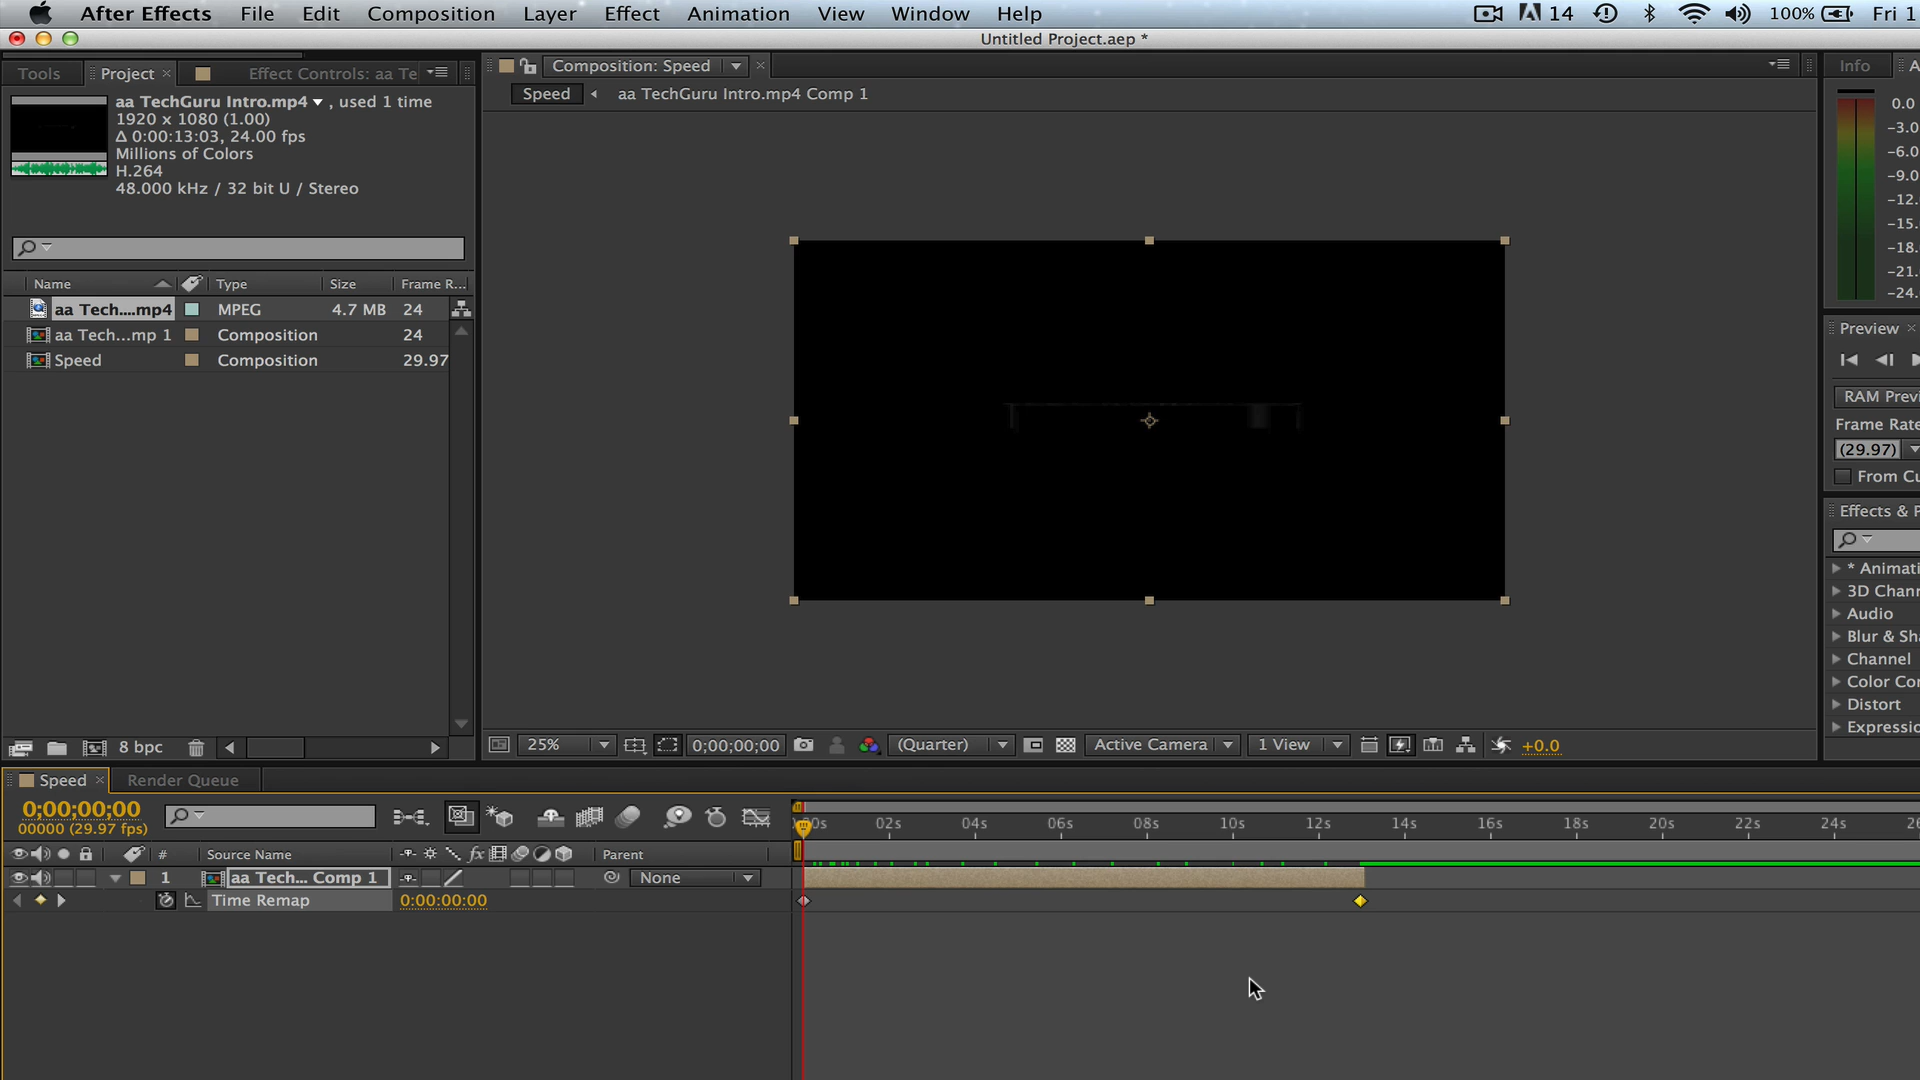 After Effects File Edit Composition Layer Effect Animation View Window Help 14 100% Fri 1
Untitled Project.aep *
Tools Project Effect Controls: aa Te
Composition: Speed
Info A
Speed aa TechGuru Intro.mp4 Comp 1
aa TechGuru Intro.mp4 , used 1 time
1920 x 1080 (1.00)
Δ 0:00:13:03, 24.00 fps
Millions of Colors
H.264
48.000 kHz / 32 bit U / Stereo
0.0
-3.0
-6.0
-9.0
-12.
-15.
-18.
-21.
-24.
Name Type Size Frame R...
aa Tech....mp4 MPEG 4.7 MB 24
aa Tech...mp 1 Composition 24
Speed Composition 29.97
Preview
RAM Previ
Frame Rate
(29.97)
From Cu
Effects & P
* Animati
3D Chann
Audio
Blur & Sha
Channel
Color Cor
Distort
Expressio
8 bpc
25% 0;00;00;00 (Quarter) Active Camera 1 View +0.0
Speed Render Queue
0;00;00;00
00000 (29.97 fps)
00s 02s 04s 06s 08s 10s 12s 14s 16s 18s 20s 22s 24s 26
# Source Name fx Parent
1 aa Tech... Comp 1 None
Time Remap 0:00:00:00